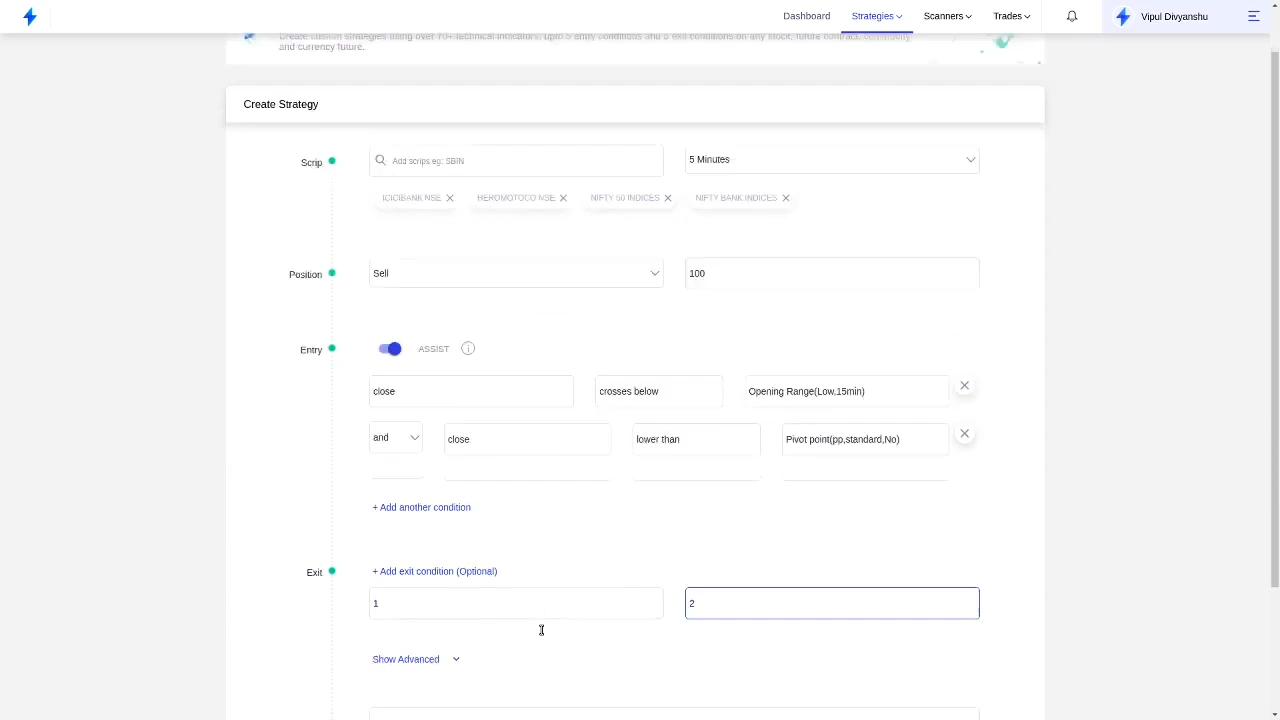 Dashboard Strategies Scanners Trades Vipul Divyanshu
Create custom strategies using over 70+ technical indicators, upto 5 entry conditions and 5 exit conditions on any stock, future contract, commodity
and currency future.
Create Strategy
Scrip Add scrips eg: SBIN 5 Minutes
ICICIBANK NSE HEROMOTOCO NSE NIFTY 50 INDICES NIFTY BANK INDICES
Position Sell 100
Entry ASSIST
close crosses below Opening Range(Low,15min)
and close lower than Pivot point(pp,standard,No)
+ Add another condition
Exit + Add exit condition (Optional)
1 2
Show Advanced